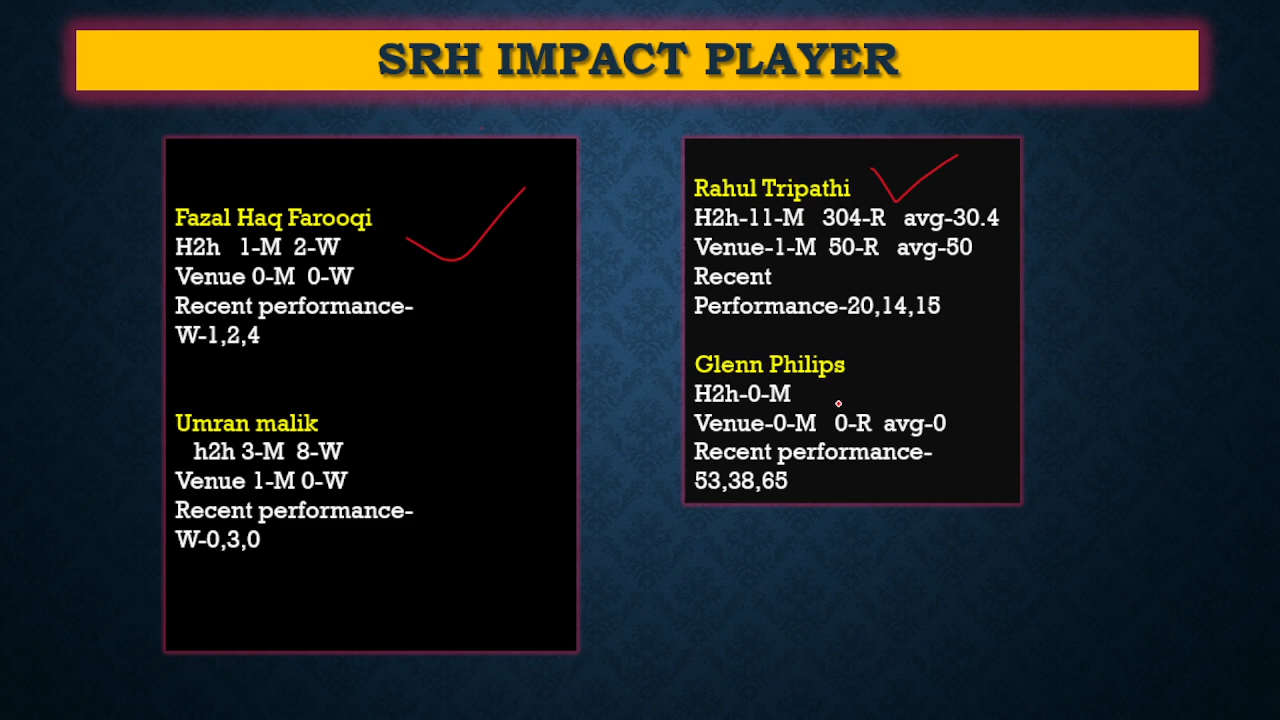 SRH IMPACT PLAYER
Fazal Haq Farooqi
H2h 1-M 2-W
Venue 0-M 0-W
Recent performance-
W-1,2,4
Umran malik
h2h 3-M 8-W
Venue 1-M 0-W
Recent performance-
W-0,3,0
Rahul Tripathi
H2h-11-M 304-R avg-30.4
Venue-1-M 50-R avg-50
Recent
Performance-20,14,15
Glenn Philips
H2h-0-M
Venue-0-M 0-R avg-0
Recent performance-
53,38,65